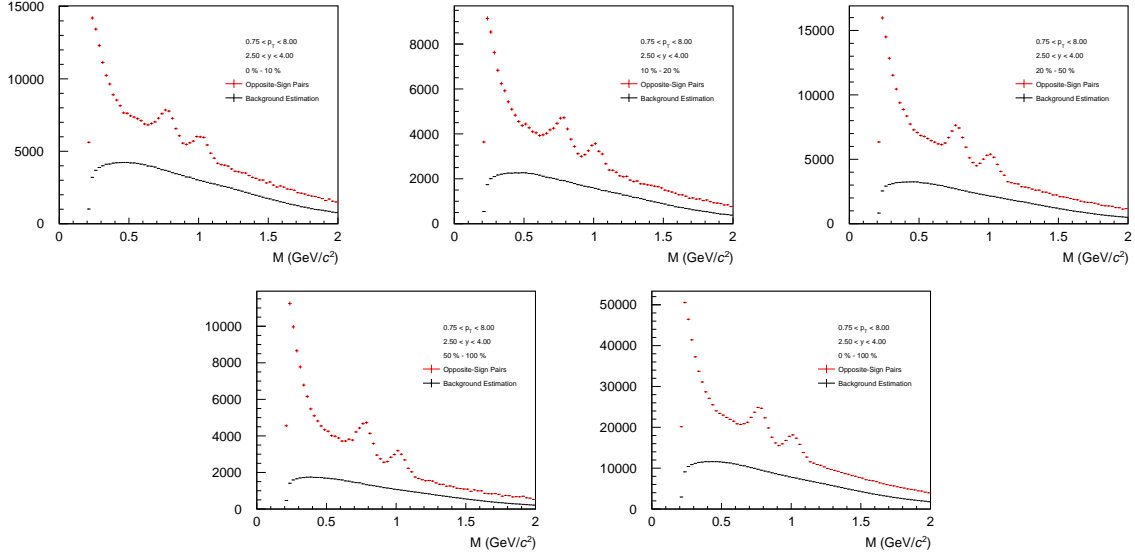 15000
10000
5000
0
0.75 < pT < 8.00
2.50 < y < 4.00
0 % - 10 %
Opposite-Sign Pairs
Background Estimation
0 0.5 1 1.5 2
M (GeV/c²)
8000
6000
4000
2000
0
0.75 < pT < 8.00
2.50 < y < 4.00
10 % - 20 %
Opposite-Sign Pairs
Background Estimation
0 0.5 1 1.5 2
M (GeV/c²)
15000
10000
5000
0
0.75 < pT < 8.00
2.50 < y < 4.00
20 % - 50 %
Opposite-Sign Pairs
Background Estimation
0 0.5 1 1.5 2
M (GeV/c²)
10000
8000
6000
4000
2000
0
0.75 < pT < 8.00
2.50 < y < 4.00
50 % - 100 %
Opposite-Sign Pairs
Background Estimation
0 0.5 1 1.5 2
M (GeV/c²)
50000
40000
30000
20000
10000
0
0.75 < pT < 8.00
2.50 < y < 4.00
0 % - 100 %
Opposite-Sign Pairs
Background Estimation
0 0.5 1 1.5 2
M (GeV/c²)